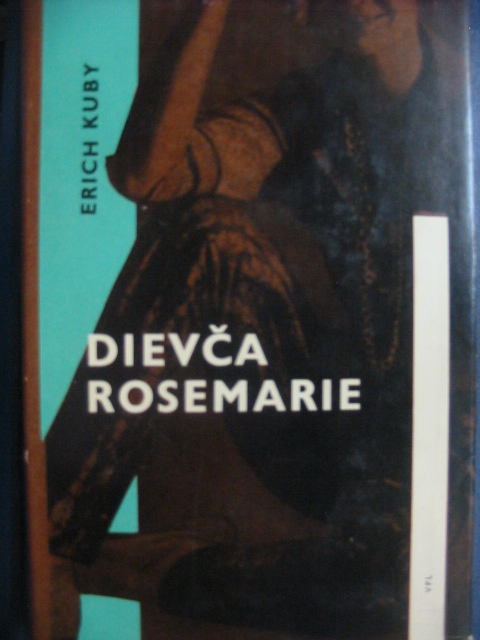 ERICH KUBY
DIEVČA
ROSEMARIE
VPL